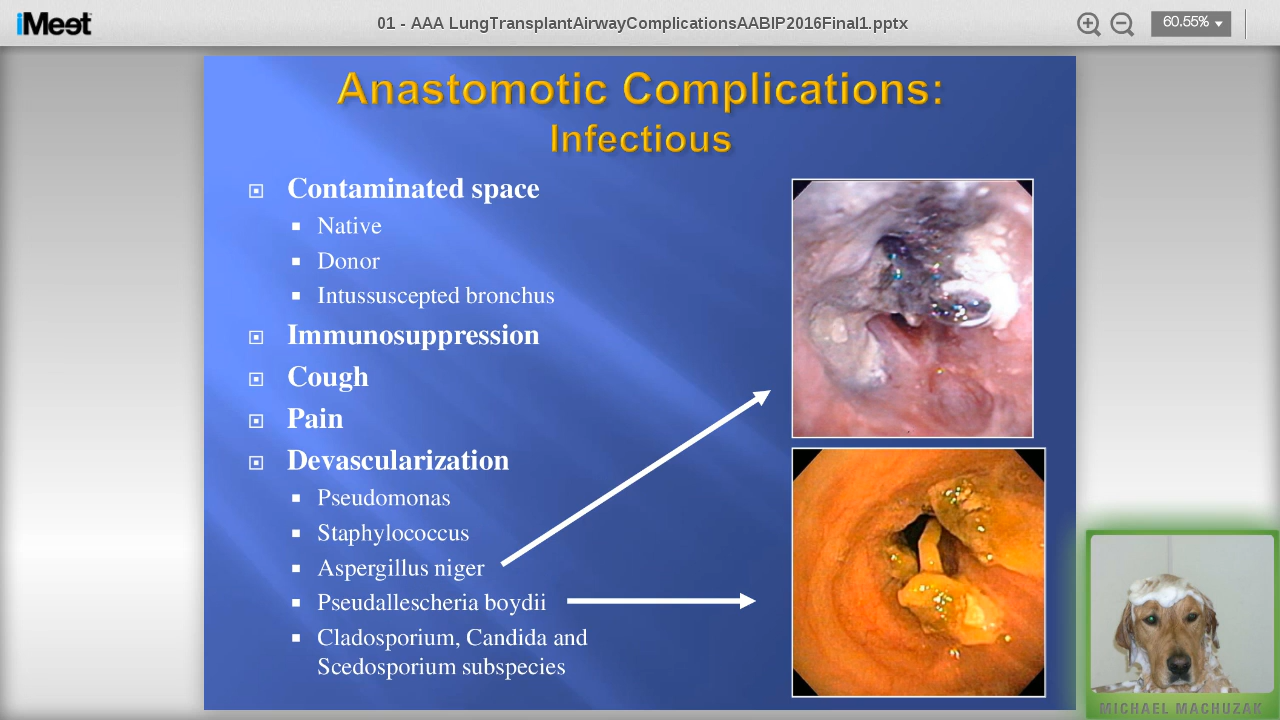 iMeet
01 - AAA LungTransplantAirwayComplicationsAABIP2016Final1.pptx
60.55%
Anastomotic Complications:
Infectious
Contaminated space
Native
Donor
Intussuscepted bronchus
Immunosuppression
Cough
Pain
Devascularization
Pseudomonas
Staphylococcus
Aspergillus niger
Pseudallescheria boydii
Cladosporium, Candida and
Scedosporium subspecies
MICHAEL MACHUZAK